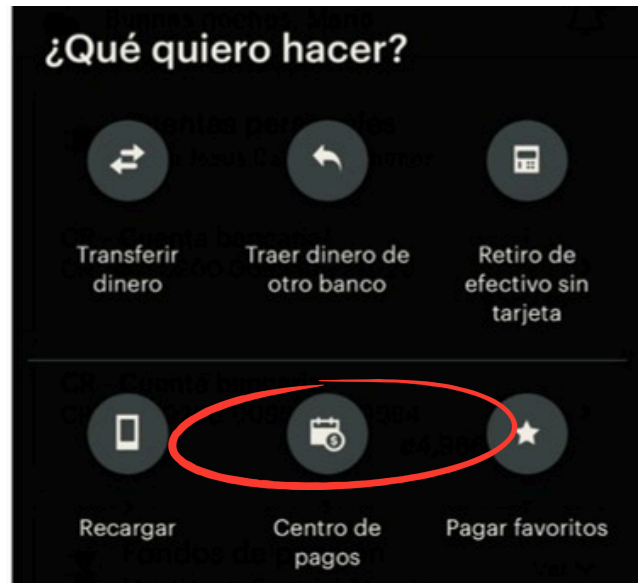 ¿Qué quiero hacer?
Transferir
dinero
Traer dinero de
otro banco
Retiro de
efectivo sin
tarjeta
Recargar
Centro de
pagos
Pagar favoritos